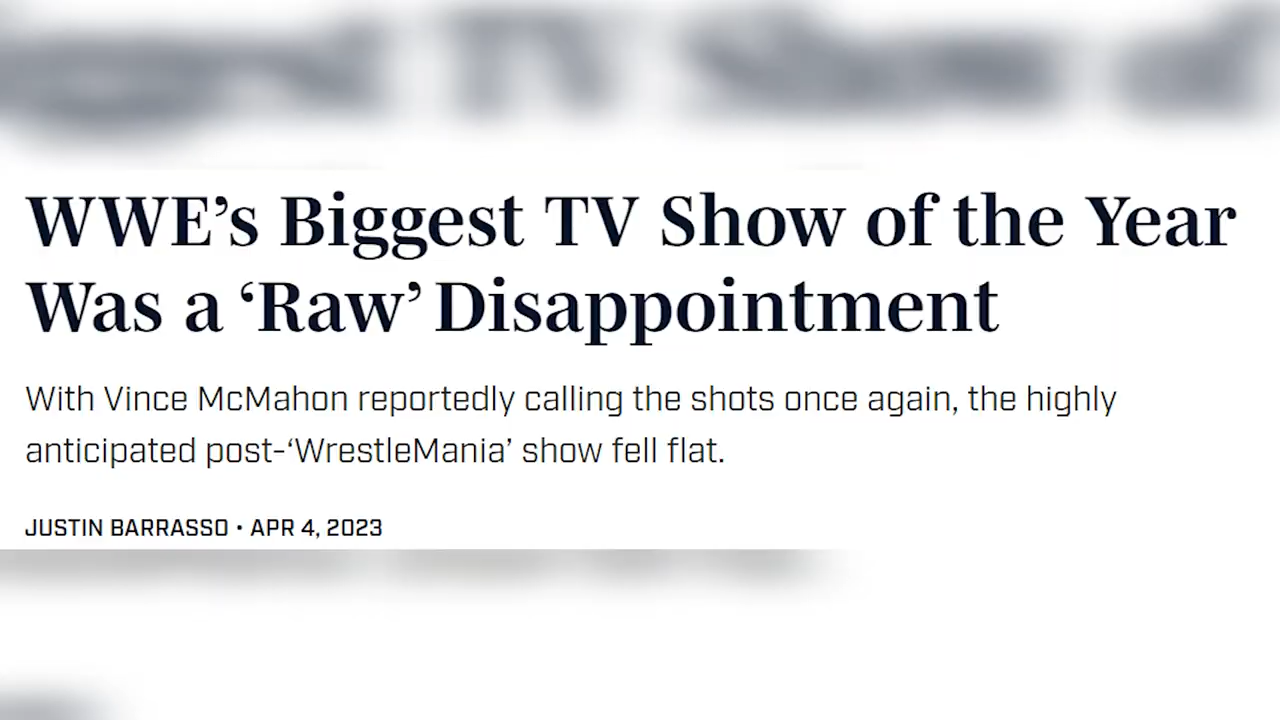 WWE’s Biggest TV Show of the Year
Was a ‘Raw’ Disappointment
With Vince McMahon reportedly calling the shots once again, the highly
anticipated post-‘WrestleMania’ show fell flat.
JUSTIN BARRASSO • APR 4, 2023